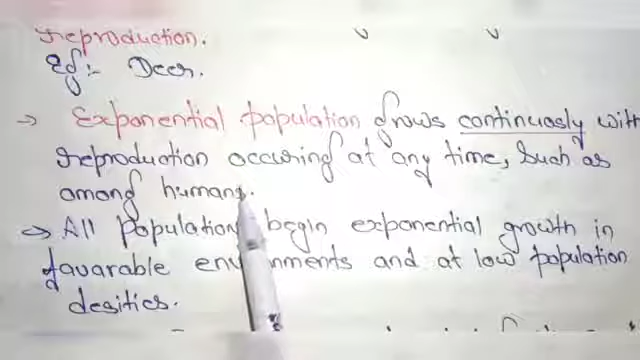 reproduction.
Eg:- Deer.
→ Exponential population grows continuosly with
reproduction occuring at any time, such as
among humans.
→ All population begin exponential growth in
favarable environments and at low population
desities.